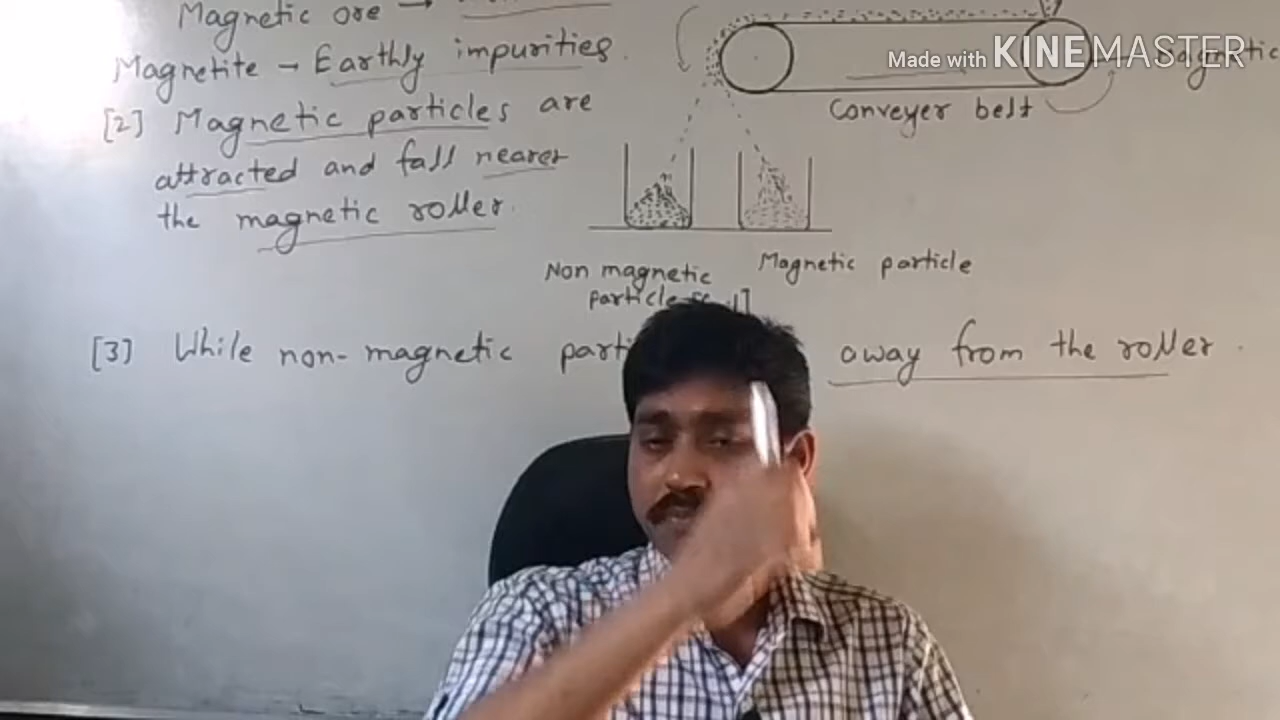 Magnetic ore →
Magnetite - Earthly impurities.
[2] Magnetic particles are
attracted and fall nearer
the magnetic roller.
Made with KINEMASTER
Conveyer belt
Non magnetic
Magnetic particle
[3] While non-magnetic away from the roller.